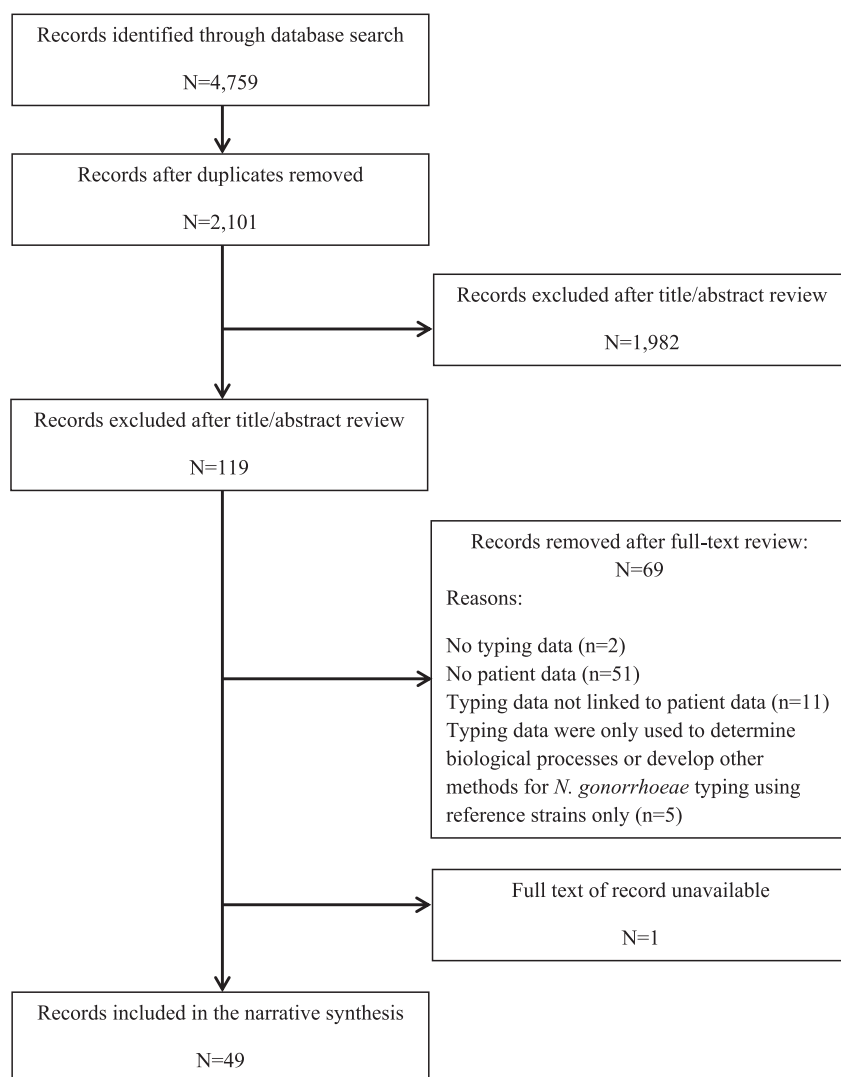 Records identified through database search
N=4,759
Records after duplicates removed
N=2,101
Records excluded after title/abstract review
N=1,982
Records excluded after title/abstract review
N=119
Records removed after full-text review:
N=69
Reasons:
No typing data (n=2)
No patient data (n=51)
Typing data not linked to patient data (n=11)
Typing data were only used to determine
biological processes or develop other
methods for N. gonorrhoeae typing using
reference strains only (n=5)
Full text of record unavailable
N=1
Records included in the narrative synthesis
N=49